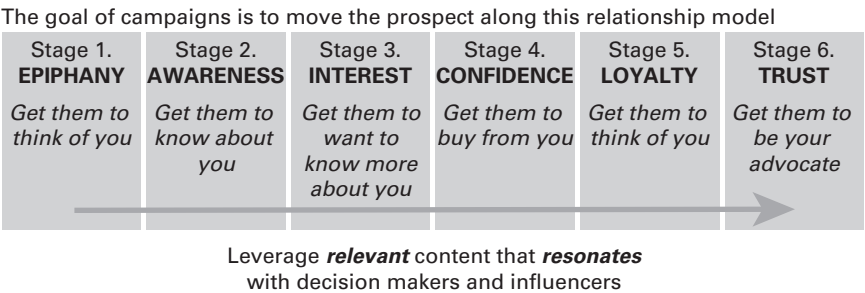 The goal of campaigns is to move the prospect along this relationship model
Stage 1.
EPIPHANY
Get them to
think of you
Stage 2.
AWARENESS
Get them to
know about
you
Stage 3.
INTEREST
Get them to
want to
know more
about you
Stage 4.
CONFIDENCE
Get them to
buy from you
Stage 5.
LOYALTY
Get them to
think of you
Stage 6.
TRUST
Get them to
be your
advocate
Leverage relevant content that resonates
with decision makers and influencers